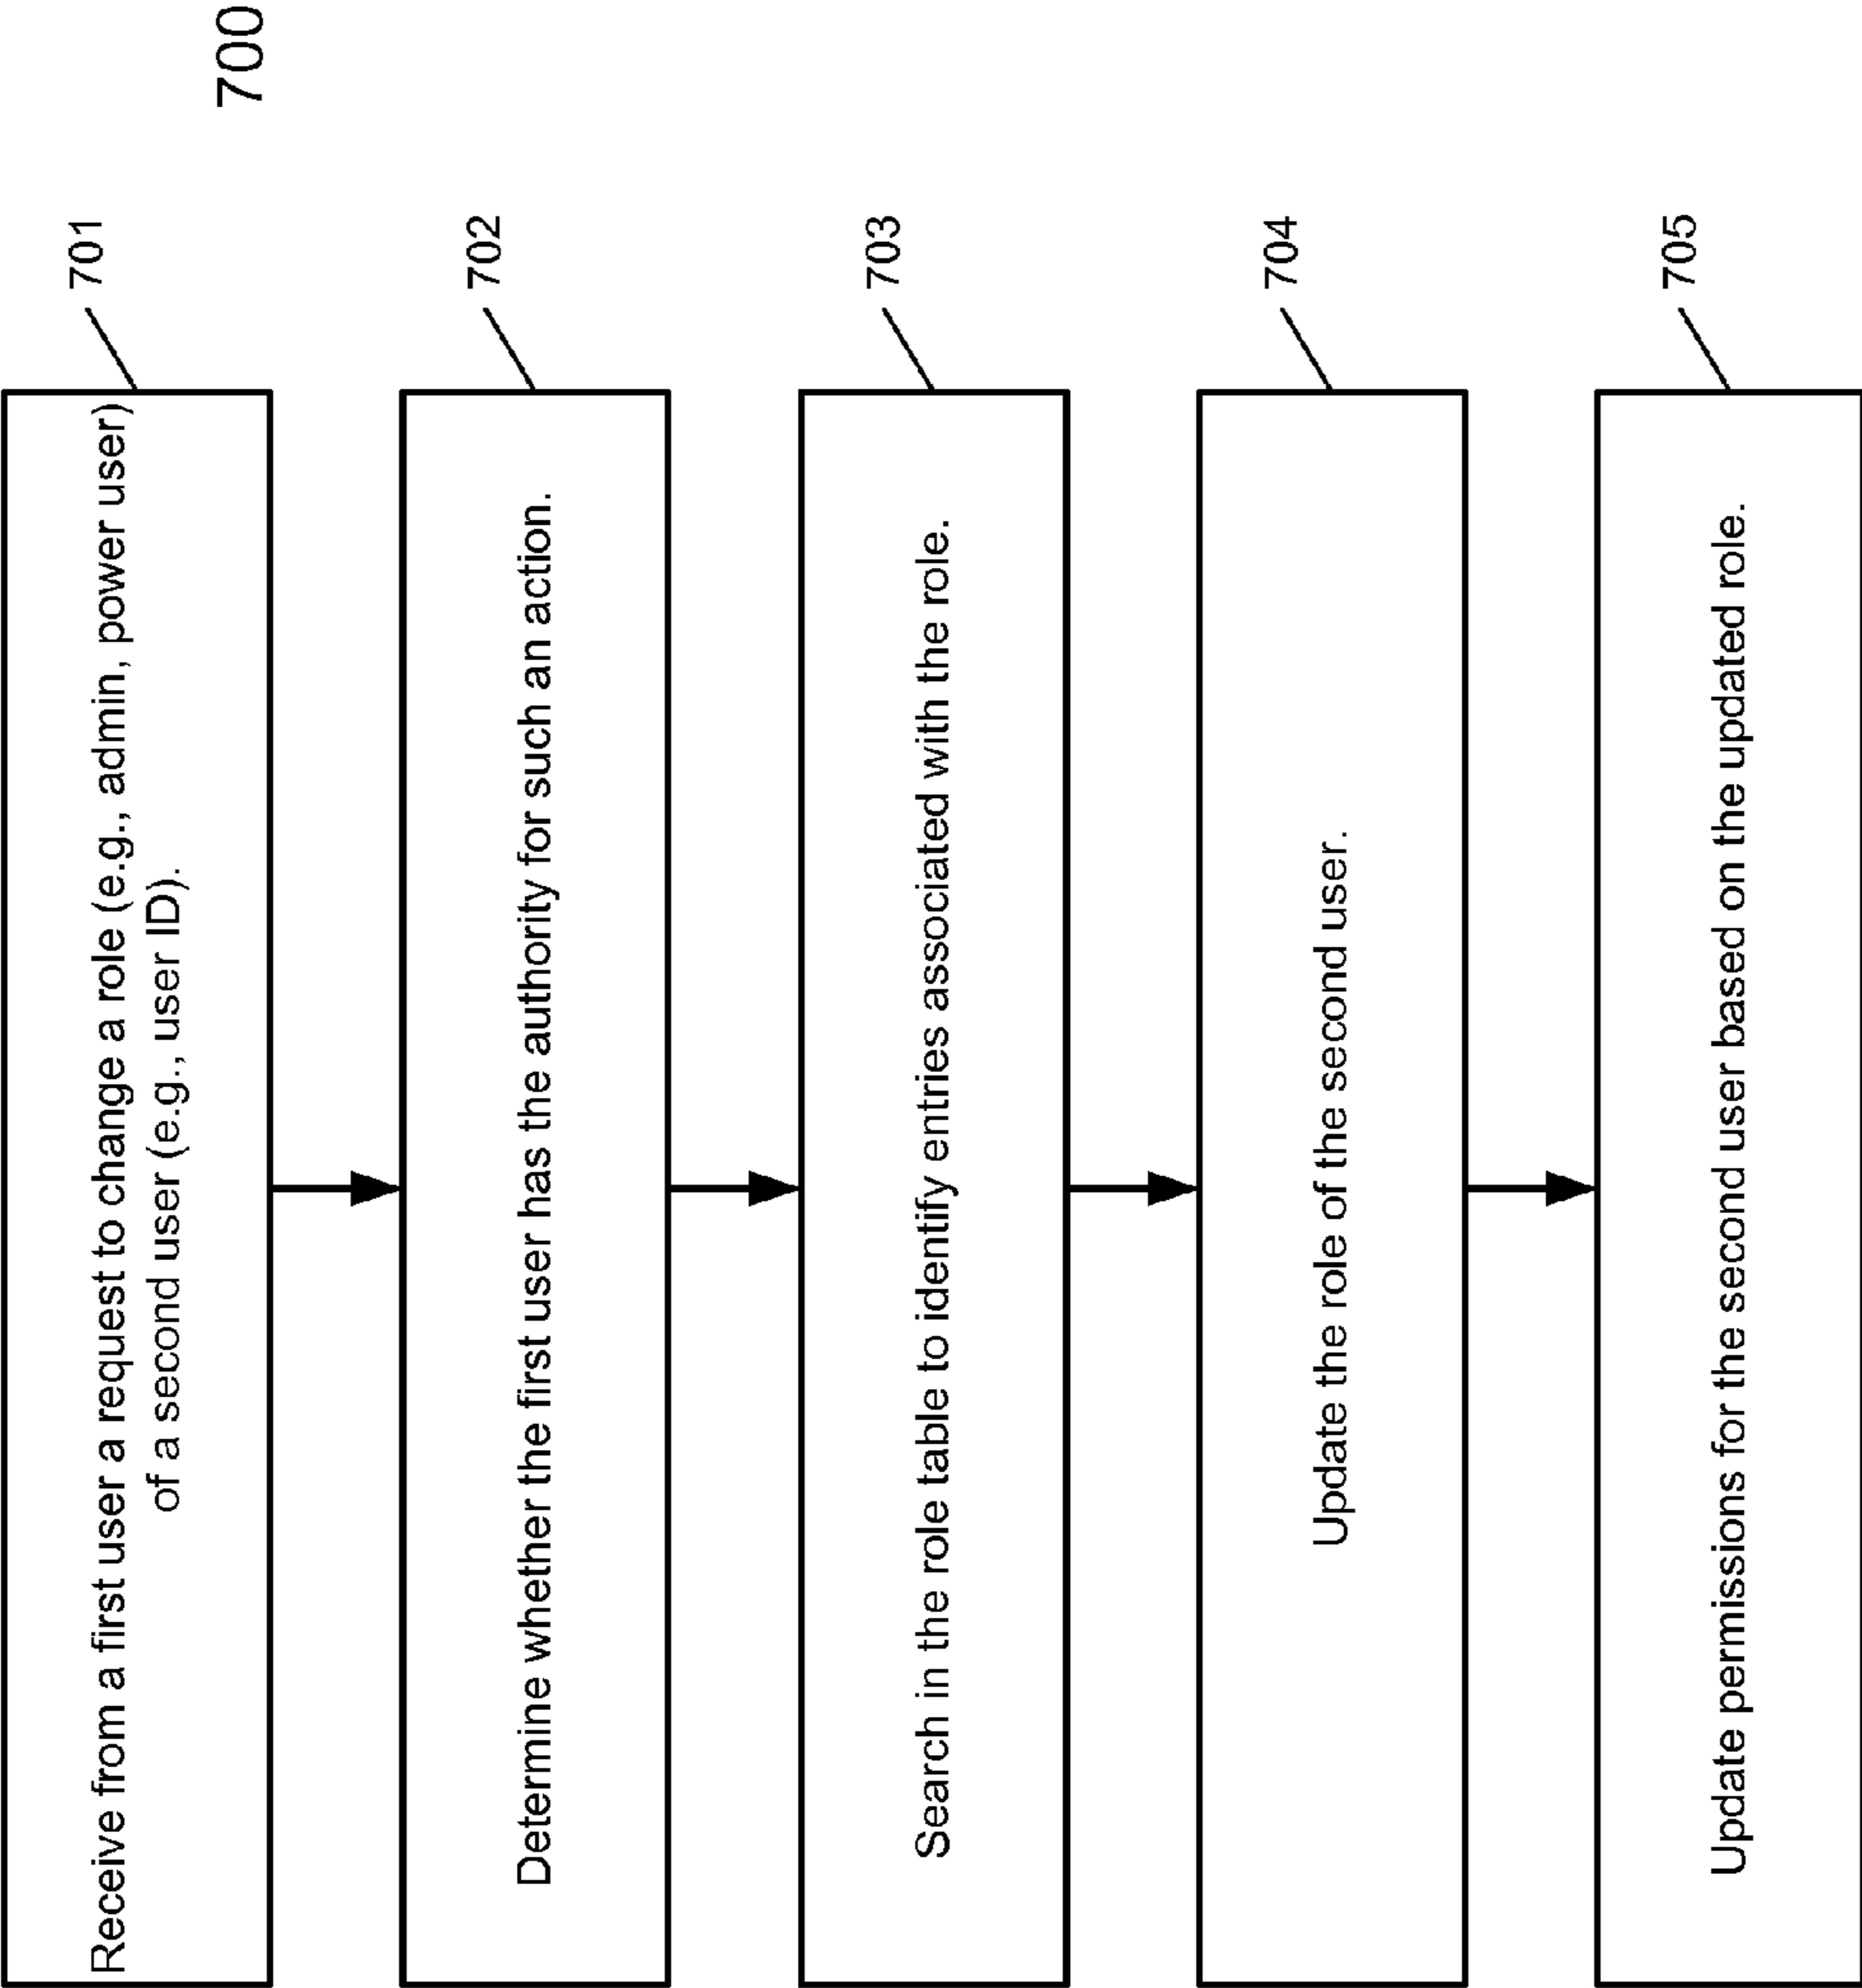 700
Receive from a first user a request to change a role (e.g., admin, power user)
of a second user (e.g., user ID).
701
Determine whether the first user has the authority for such an action.
702
Search in the role table to identify entries associated with the role.
703
Update the role of the second user.
704
Update permissions for the second user based on the updated role.
705